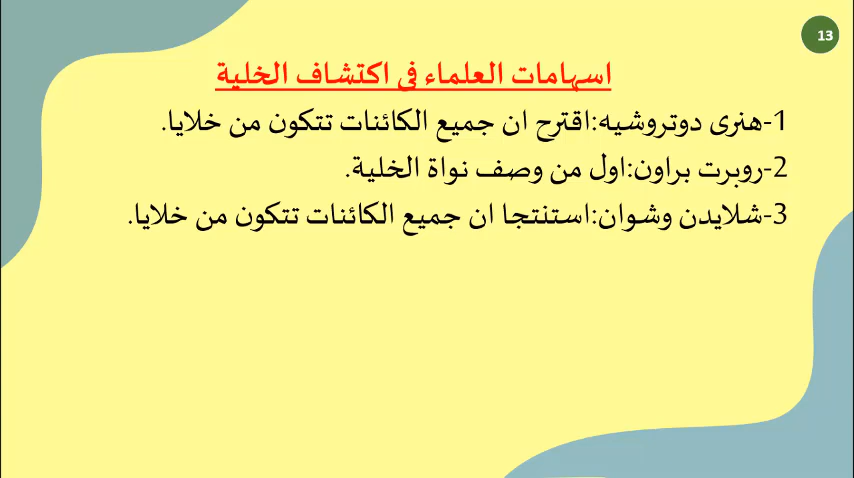 13
اسهامات العلماء في اكتشاف الخلية
1-هنرى دوتروشيه:اقترح ان جميع الكائنات تتكون من خلايا.
2-روبرت براون:اول من وصف نواة الخلية.
3-شلايدن وشوان:استنتجا ان جميع الكائنات تتكون من خلايا.